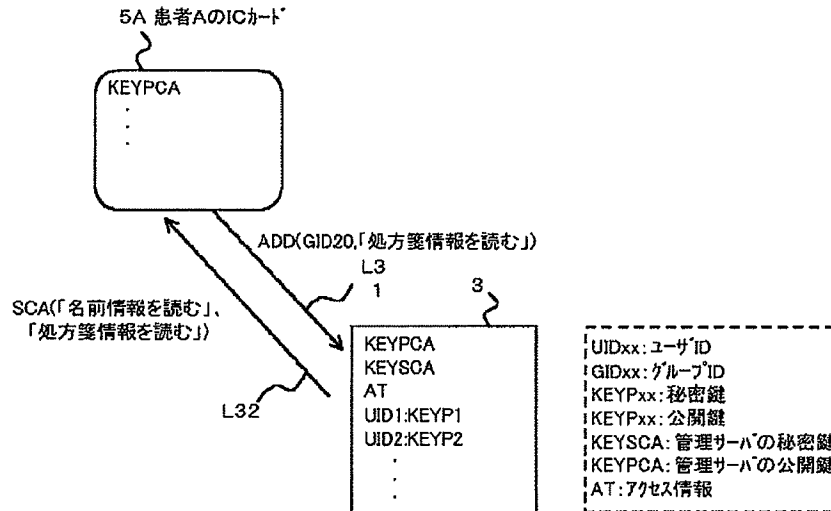 5A 患者AのICカード
KEYPCA
ADD(GID20,「処方箋情報を読む」)
L3
1
3
SCA(「名前情報を読む」、
「処方箋情報を読む」)
L32
KEYPCA
KEYSCA
AT
UID1:KEYP1
UID2:KEYP2
UIDxx:ユーザID
GIDxx:グループID
KEYPxx:秘密鍵
KEYPxx:公開鍵
KEYSCA:管理サーバの秘密鍵
KEYPCA:管理サーバの公開鍵
AT:アクセス情報